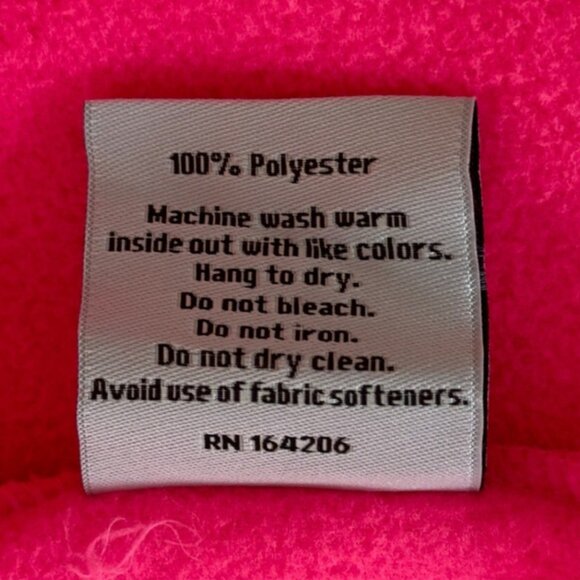 100% Polyester
Machine wash warm
inside out with like colors.
Hang to dry.
Do not bleach.
Do not iron.
Do not dry clean.
Avoid use of fabric softeners.
RN 164206